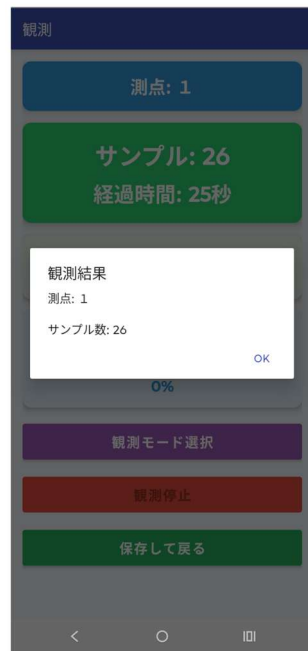 観測
測点: 1
サンプル: 26
経過時間: 25秒
観測結果
測点: 1
サンプル数: 26
OK
0%
観測モード選択
観測停止
保存して戻る